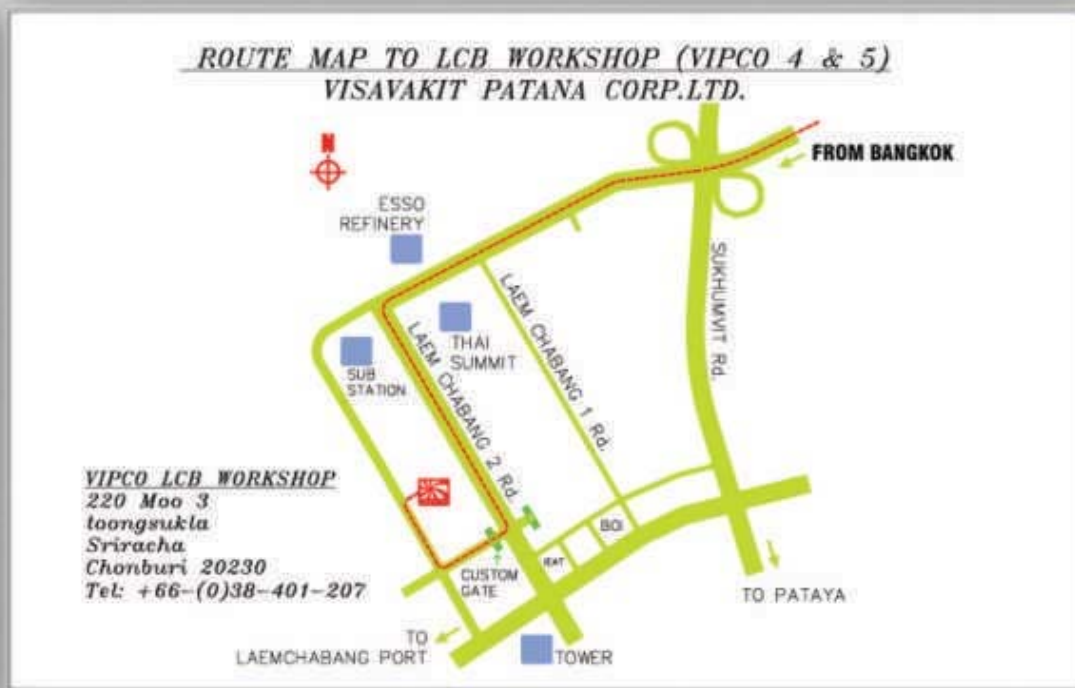 ROUTE MAP TO LCB WORKSHOP (VIPCO 4 & 5)
VISAVAKIT PATANA CORP.LTD.
N
FROM BANGKOK
ESSO
REFINERY
SUKHUMVIT Rd.
LAEM CHABANG 1 Rd.
LAEM CHABANG 2 Rd.
THAI
SUMMIT
SUB
STATION
VIPCO LCB WORKSHOP
220 Moo 3
toongsukla
Sriracha
Chonburi 20230
Tel: +66-(0)38-401-207
BOI
IEAT
CUSTOM
GATE
TO PATAYA
TO
LAEMCHABANG PORT
TOWER